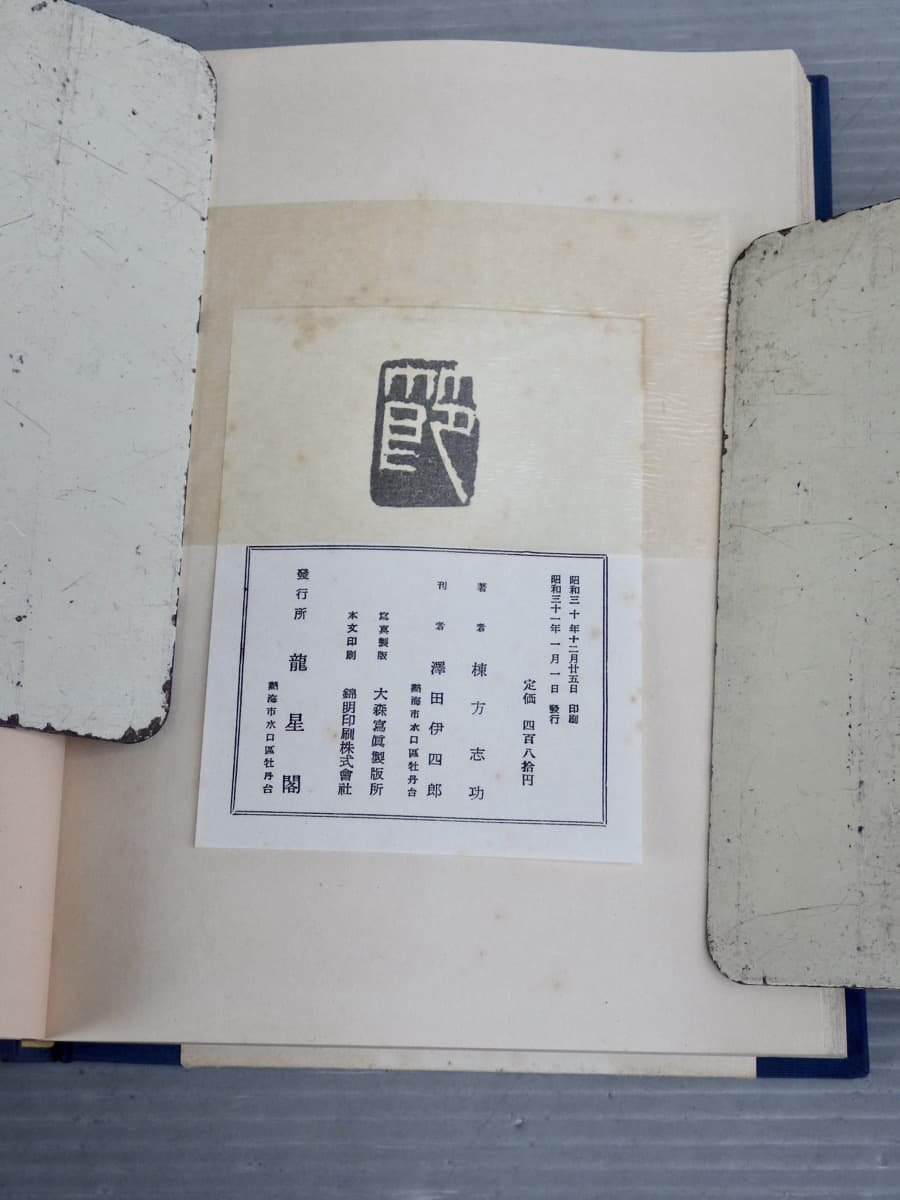 昭和三十年十二月廿五日 印刷
昭和三十一年一月一日 發行
定価 四百八拾円
著者 棟方志功
刊者 澤田伊四郎
熱海市水口區牡丹台
寫真製版 大森寫眞製版所
本文印刷 錦明印刷株式會社
發行所 龍星閣
熱海市水口區牡丹台